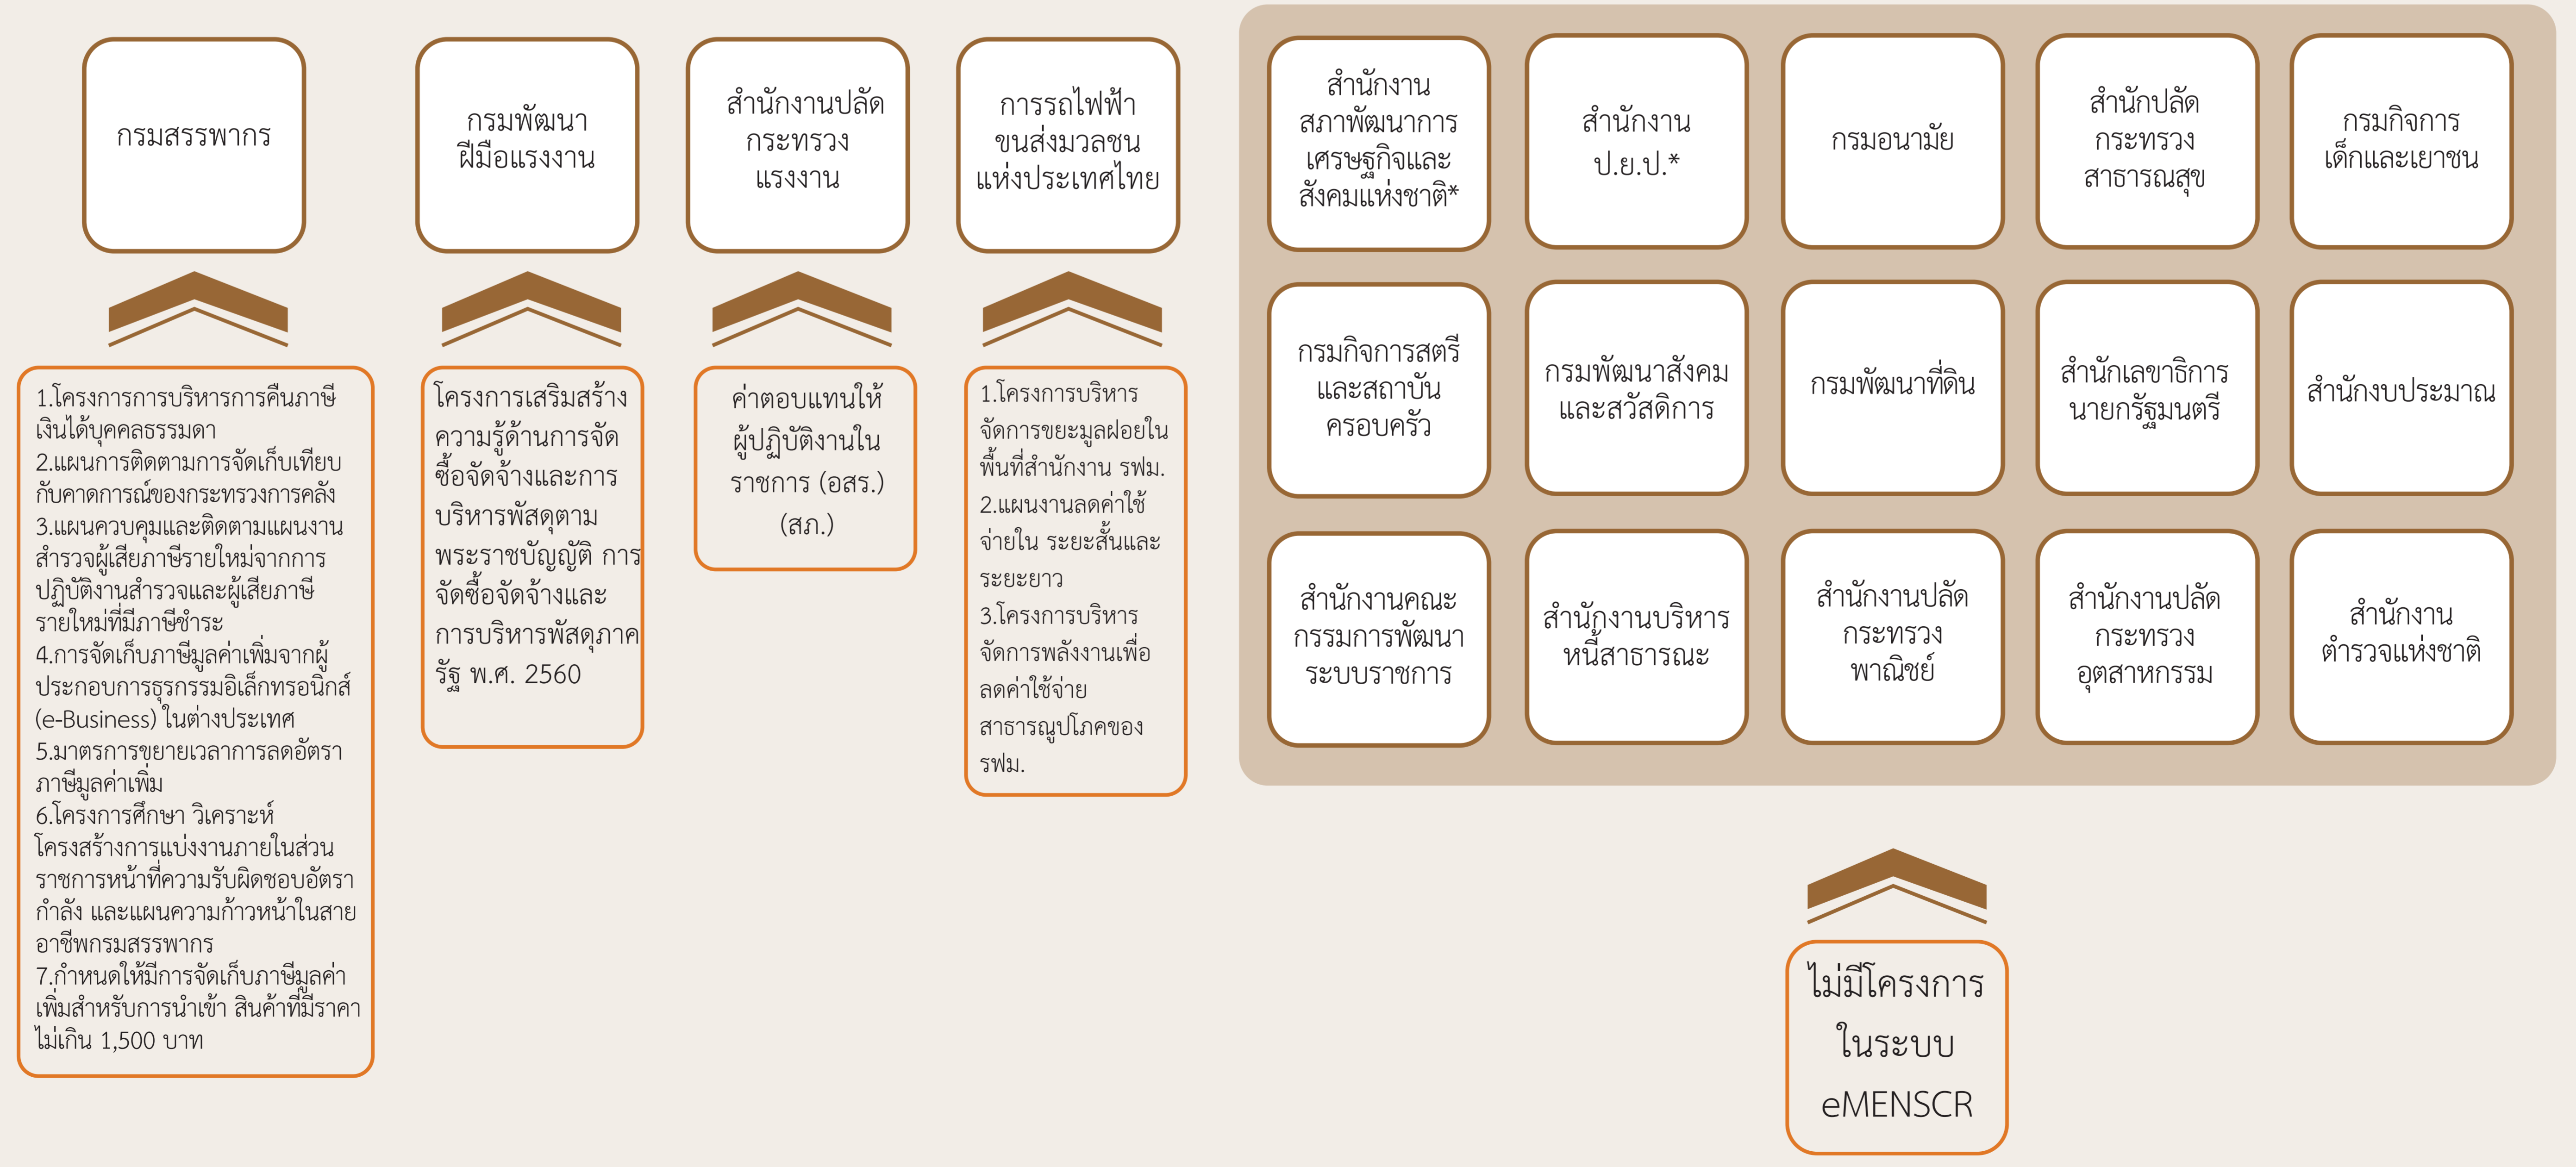 กรมสรรพากร
กรมพัฒนา
ฝีมือแรงงาน
สำนักงานปลัด
กระทรวง
แรงงาน
การรถไฟฟ้า
ขนส่งมวลชน
แห่งประเทศไทย
1.โครงการการบริหารการคืนภาษี
เงินได้บุคคลธรรมดา
2.แผนการติดตามการจัดเก็บเทียบ
กับคาดการณ์ของกระทรวงการคลัง
3.แผนควบคุมและติดตามแผนงาน
สำรวจผู้เสียภาษีรายใหม่จากการ
ปฏิบัติงานสำรวจและผู้เสียภาษี
รายใหม่ที่มีภาษีชำระ
4.การจัดเก็บภาษีมูลค่าเพิ่มจากผู้
ประกอบการธุรกรรมอิเล็กทรอนิกส์
(e-Business) ในต่างประเทศ
5.มาตรการขยายเวลาการลดอัตรา
ภาษีมูลค่าเพิ่ม
6.โครงการศึกษา วิเคราะห์
โครงสร้างการแบ่งงานภายในส่วน
ราชการหน้าที่ความรับผิดชอบอัตรา
กำลัง และแผนความก้าวหน้าในสาย
อาชีพกรมสรรพากร
7.กำหนดให้มีการจัดเก็บภาษีมูลค่า
เพิ่มสำหรับการนำเข้า สินค้าที่มีราคา
ไม่เกิน 1,500 บาท
โครงการเสริมสร้าง
ความรู้ด้านการจัด
ซื้อจัดจ้างและการ
บริหารพัสดุตาม
พระราชบัญญัติ การ
จัดซื้อจัดจ้างและ
การบริหารพัสดุภาค
รัฐ พ.ศ. 2560
ค่าตอบแทนให้
ผู้ปฏิบัติงานใน
ราชการ (อสร.)
(สภ.)
1.โครงการบริหาร
จัดการขยะมูลฝอยใน
พื้นที่สำนักงาน รฟม.
2.แผนงานลดค่าใช้
จ่ายใน ระยะสั้นและ
ระยะยาว
3.โครงการบริหาร
จัดการพลังงานเพื่อ
ลดค่าใช้จ่าย
สาธารณูปโภคของ
รฟม.
สำนักงาน
สภาพัฒนาการ
เศรษฐกิจและ
สังคมแห่งชาติ*
สำนักงาน
ป.ย.ป.*
กรมอนามัย
สำนักปลัด
กระทรวง
สาธารณสุข
กรมกิจการ
เด็กและเยาชน
กรมกิจการสตรี
และสถาบัน
ครอบครัว
กรมพัฒนาสังคม
และสวัสดิการ
กรมพัฒนาที่ดิน
สำนักเลขาธิการ
นายกรัฐมนตรี
สำนักงบประมาณ
สำนักงานคณะ
กรรมการพัฒนา
ระบบราชการ
สำนักงานบริหาร
หนี้สาธารณะ
สำนักงานปลัด
กระทรวง
พาณิชย์
สำนักงานปลัด
กระทรวง
อุตสาหกรรม
สำนักงาน
ตำรวจแห่งชาติ
ไม่มีโครงการ
ในระบบ
eMENSCR